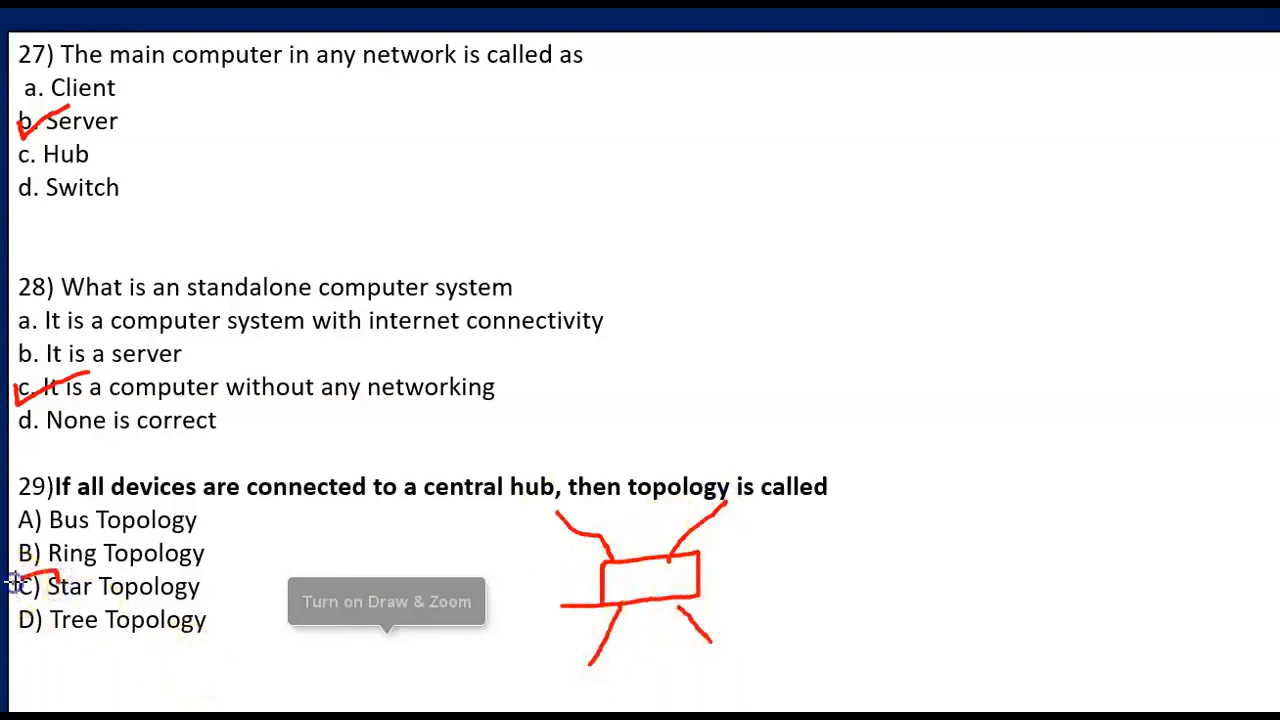 27) The main computer in any network is called as
a. Client
b. Server
c. Hub
d. Switch
28) What is an standalone computer system
a. It is a computer system with internet connectivity
b. It is a server
c. It is a computer without any networking
d. None is correct
29)If all devices are connected to a central hub, then topology is called
A) Bus Topology
B) Ring Topology
C) Star Topology
D) Tree Topology
Turn on Draw & Zoom